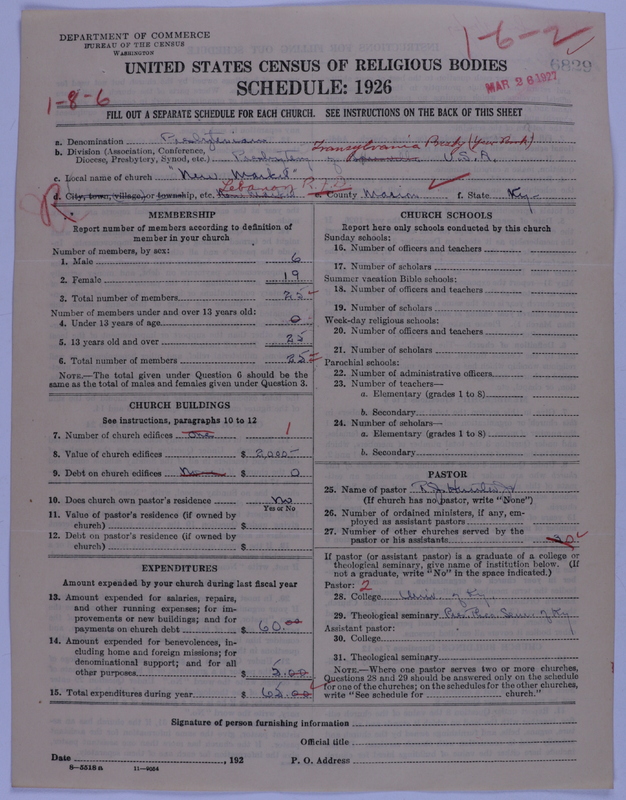 DEPARTMENT OF COMMERCE
BUREAU OF THE CENSUS
WASHINGTON
1-6-2
6829
MAR 26 1927
UNITED STATES CENSUS OF RELIGIOUS BODIES
SCHEDULE: 1926
1-8-6
FILL OUT A SEPARATE SCHEDULE FOR EACH CHURCH. SEE INSTRUCTIONS ON THE BACK OF THIS SHEET
a. Denomination Presbyterian
b. Division (Association, Conference, Transylvania Presby (Year Book)
Diocese, Presbytery, Synod, etc.) Presbytery of U.S.A.
c. Local name of church "New Market"
d. City, town, village, or township, etc. Lebanon R.F.D. e. County Marion f. State Ky-
MEMBERSHIP
Report number of members according to definition of
member in your church
Number of members, by sex:
1. Male 6
2. Female 19
3. Total number of members 25
Number of members under and over 13 years old:
4. Under 13 years of age 0
5. 13 years old and over 25
6. Total number of members 25
NOTE.—The total given under Question 6 should be
same as the total of males and females given under Question 3.
CHURCH BUILDINGS
See instructions, paragraphs 10 to 12
7. Number of church edifices one 1
8. Value of church edifices $ 2,000-
9. Debt on church edifices None $ 0
10. Does church own pastor's residence No
Yes or No
11. Value of pastor's residence (if owned by
church) $
12. Debt on pastor's residence (if owned by
church) $
EXPENDITURES
Amount expended by your church during last fiscal year
13. Amount expended for salaries, repairs,
and other running expenses; for im-
provements or new buildings; and for
payments on church debt $ 60.00
14. Amount expended for benevolences, in-
cluding home and foreign missions; for
denominational support; and for all
other purposes $ 5.00
15. Total expenditures during year $ 65.00
CHURCH SCHOOLS
Report here only schools conducted by this church
Sunday schools:
16. Number of officers and teachers
17. Number of scholars
Summer vacation Bible schools:
18. Number of officers and teachers
19. Number of scholars
Week-day religious schools:
20. Number of officers and teachers
21. Number of scholars
Parochial schools:
22. Number of administrative officers
23. Number of teachers—
a. Elementary (grades 1 to 8)
b. Secondary
24. Number of scholars—
a. Elementary (grades 1 to 8)
b. Secondary
PASTOR
25. Name of pastor
(If church has no pastor, write "None")
26. Number of ordained ministers, if any, em-
ployed as assistant pastors
27. Number of other churches served by the
pastor or his assistants
If pastor (or assistant pastor) is a graduate of a college or
theological seminary, give name of institution below. (If
not a graduate, write "No" in the space indicated.)
Pastor: 2
28. College Univ. of Ky.
29. Theological seminary Pres. Theo. Sem. of Ky
Assistant pastor:
30. College
31. Theological seminary
NOTE.—Where one pastor serves two or more churches,
Questions 28 and 29 should be answered only on the schedule
for one of the churches; on the schedules for the other churches,
write "See schedule for church."
Signature of person furnishing information
Official title
Date , 192 P. O. Address
8—5518a 11—9024